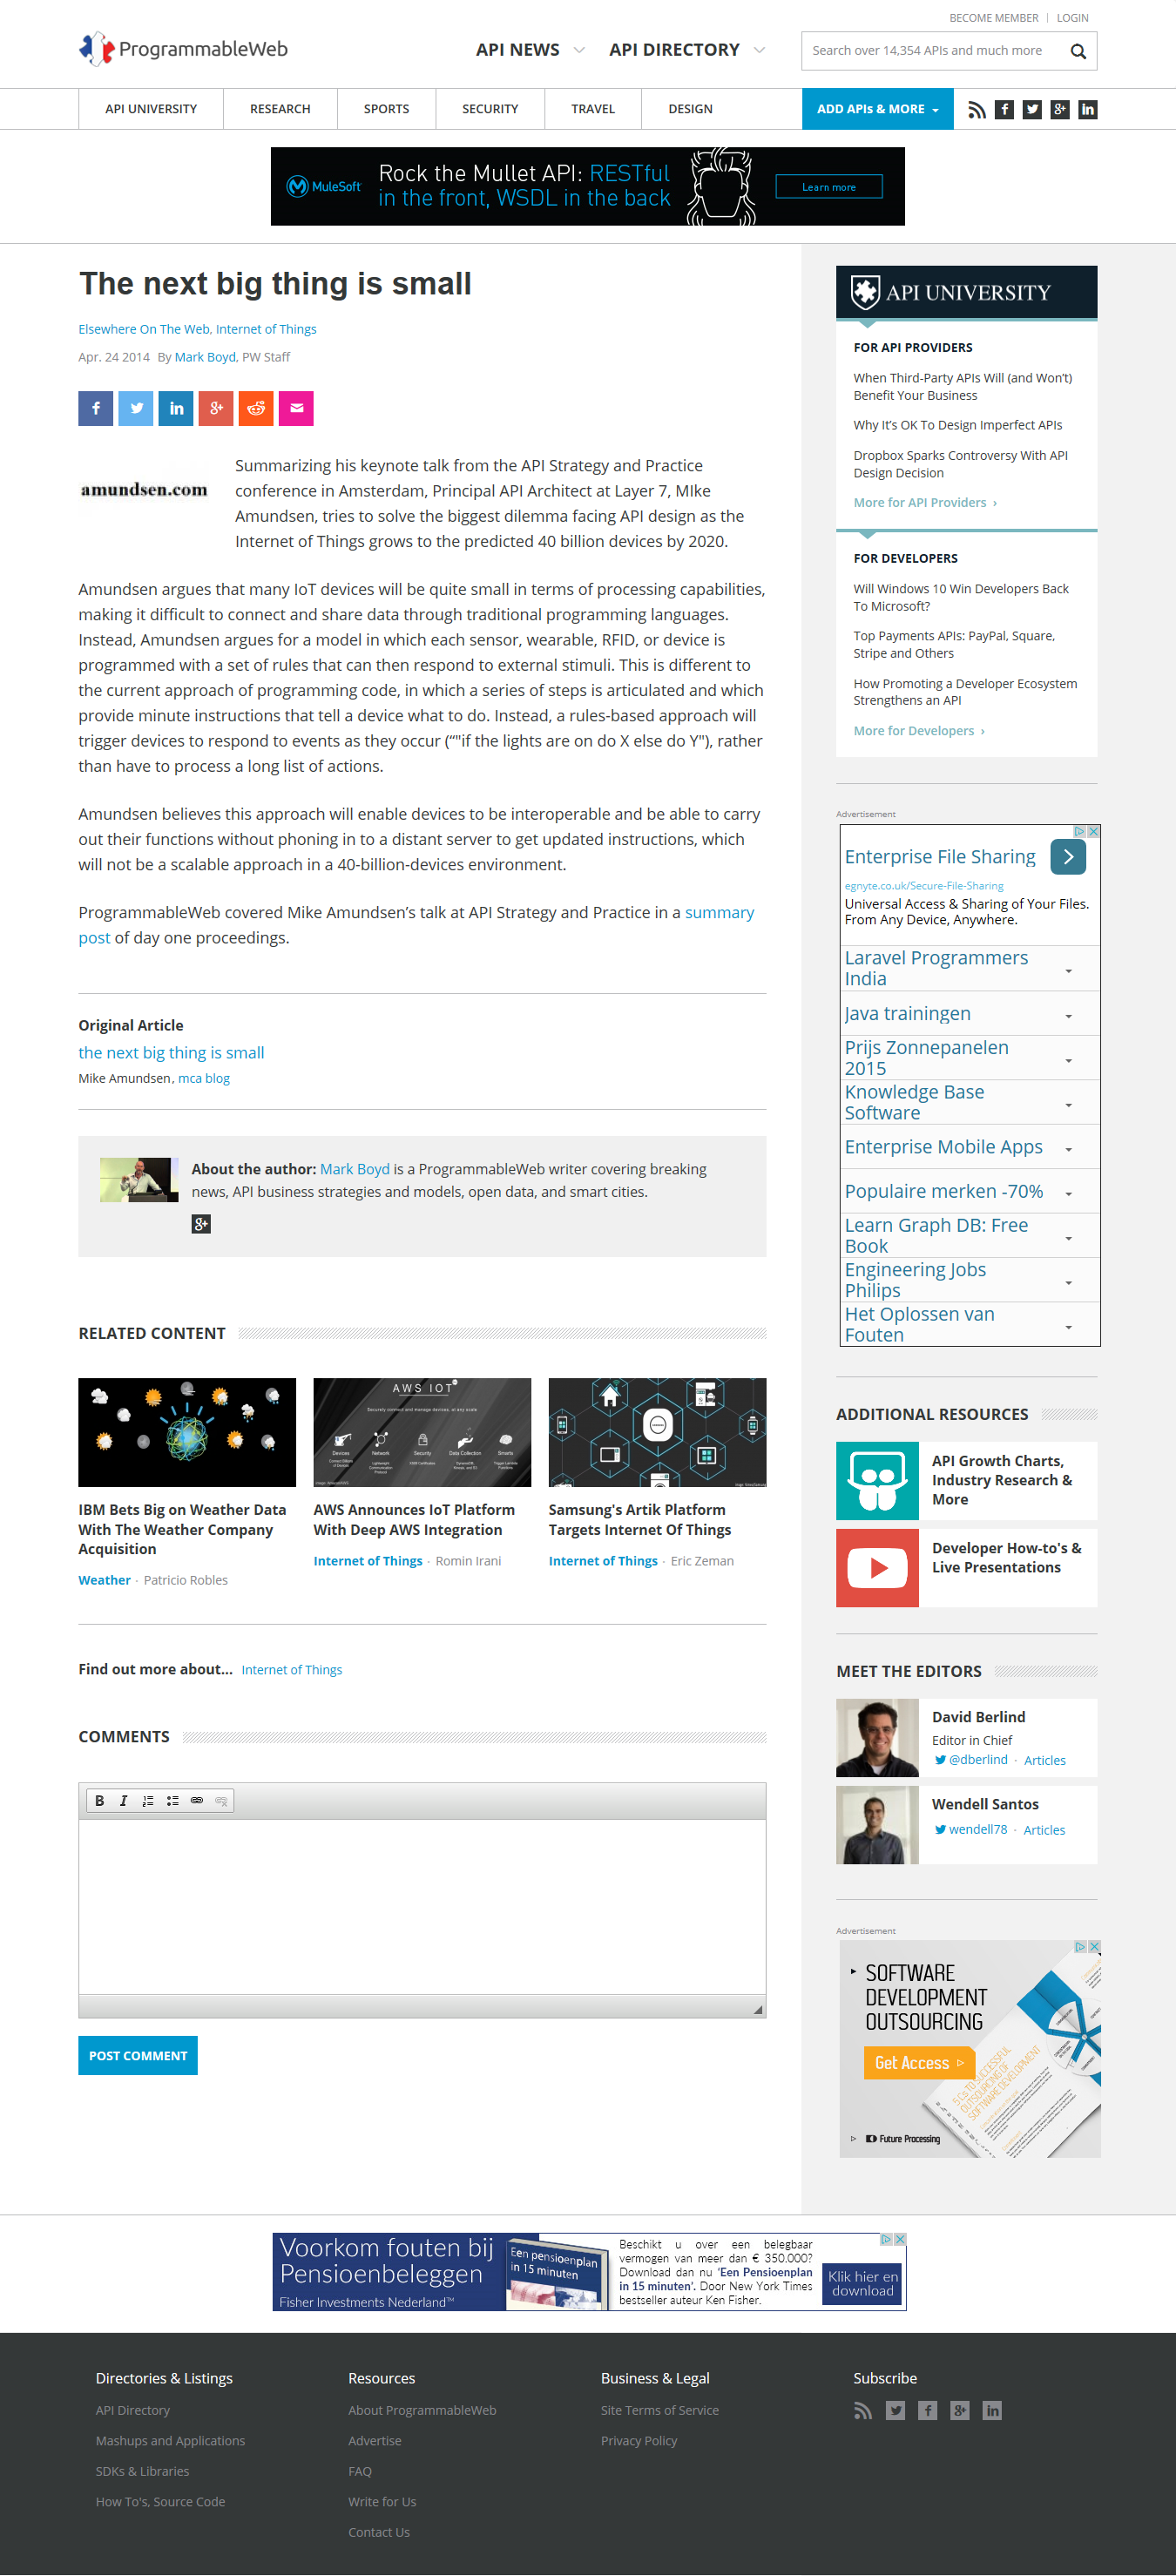 BECOME MEMBER | LOGIN
ProgrammableWeb
API NEWS
API DIRECTORY
Search over 14,354 APIs and much more
API UNIVERSITY
RESEARCH
SPORTS
SECURITY
TRAVEL
DESIGN
ADD APIs & MORE
MuleSoft
Rock the Mullet API: RESTful
in the front, WSDL in the back
Learn more
The next big thing is small
Elsewhere On The Web, Internet of Things
Apr. 24 2014 By Mark Boyd, PW Staff
amundsen.com
Summarizing his keynote talk from the API Strategy and Practice
conference in Amsterdam, Principal API Architect at Layer 7, MIke
Amundsen, tries to solve the biggest dilemma facing API design as the
Internet of Things grows to the predicted 40 billion devices by 2020.
Amundsen argues that many IoT devices will be quite small in terms of processing capabilities,
making it difficult to connect and share data through traditional programming languages.
Instead, Amundsen argues for a model in which each sensor, wearable, RFID, or device is
programmed with a set of rules that can then respond to external stimuli. This is different to
the current approach of programming code, in which a series of steps is articulated and which
provide minute instructions that tell a device what to do. Instead, a rules-based approach will
trigger devices to respond to events as they occur (“"if the lights are on do X else do Y"), rather
than have to process a long list of actions.
Amundsen believes this approach will enable devices to be interoperable and be able to carry
out their functions without phoning in to a distant server to get updated instructions, which
will not be a scalable approach in a 40-billion-devices environment.
ProgrammableWeb covered Mike Amundsen’s talk at API Strategy and Practice in a summary
post of day one proceedings.
Original Article
the next big thing is small
Mike Amundsen, mca blog
About the author: Mark Boyd is a ProgrammableWeb writer covering breaking
news, API business strategies and models, open data, and smart cities.
RELATED CONTENT
AWS IOT
Securely connect and manage devices, at any scale
Devices
Network
Security
Data Collection
Smarts
IBM Bets Big on Weather Data
With The Weather Company
Acquisition
Weather · Patricio Robles
AWS Announces IoT Platform
With Deep AWS Integration
Internet of Things · Romin Irani
Samsung's Artik Platform
Targets Internet Of Things
Internet of Things · Eric Zeman
Find out more about... Internet of Things
COMMENTS
B I
POST COMMENT
API UNIVERSITY
FOR API PROVIDERS
When Third-Party APIs Will (and Won’t)
Benefit Your Business
Why It’s OK To Design Imperfect APIs
Dropbox Sparks Controversy With API
Design Decision
More for API Providers ›
FOR DEVELOPERS
Will Windows 10 Win Developers Back
To Microsoft?
Top Payments APIs: PayPal, Square,
Stripe and Others
How Promoting a Developer Ecosystem
Strengthens an API
More for Developers ›
Advertisement
Enterprise File Sharing
egnyte.co.uk/Secure-File-Sharing
Universal Access & Sharing of Your Files.
From Any Device, Anywhere.
Laravel Programmers
India
Java trainingen
Prijs Zonnepanelen
2015
Knowledge Base
Software
Enterprise Mobile Apps
Populaire merken -70%
Learn Graph DB: Free
Book
Engineering Jobs
Philips
Het Oplossen van
Fouten
ADDITIONAL RESOURCES
API Growth Charts,
Industry Research &
More
Developer How-to's &
Live Presentations
MEET THE EDITORS
David Berlind
Editor in Chief
@dberlind · Articles
Wendell Santos
wendell78 · Articles
Advertisement
SOFTWARE
DEVELOPMENT
OUTSOURCING
Get Access
5 Cs TO SUCCESSFUL
OUTSOURCING OF
SOFTWARE DEVELOPMENT
Future Processing
Voorkom fouten bij
Pensioenbeleggen
Fisher Investments Nederland™
Een pensioenplan
in 15 minuten
Beschikt u over een belegbaar
vermogen van meer dan € 350.000?
Download dan nu 'Een Pensioenplan
in 15 minuten'. Door New York Times
bestseller auteur Ken Fisher.
Klik hier en
download
Directories & Listings
API Directory
Mashups and Applications
SDKs & Libraries
How To's, Source Code
Resources
About ProgrammableWeb
Advertise
FAQ
Write for Us
Contact Us
Business & Legal
Site Terms of Service
Privacy Policy
Subscribe